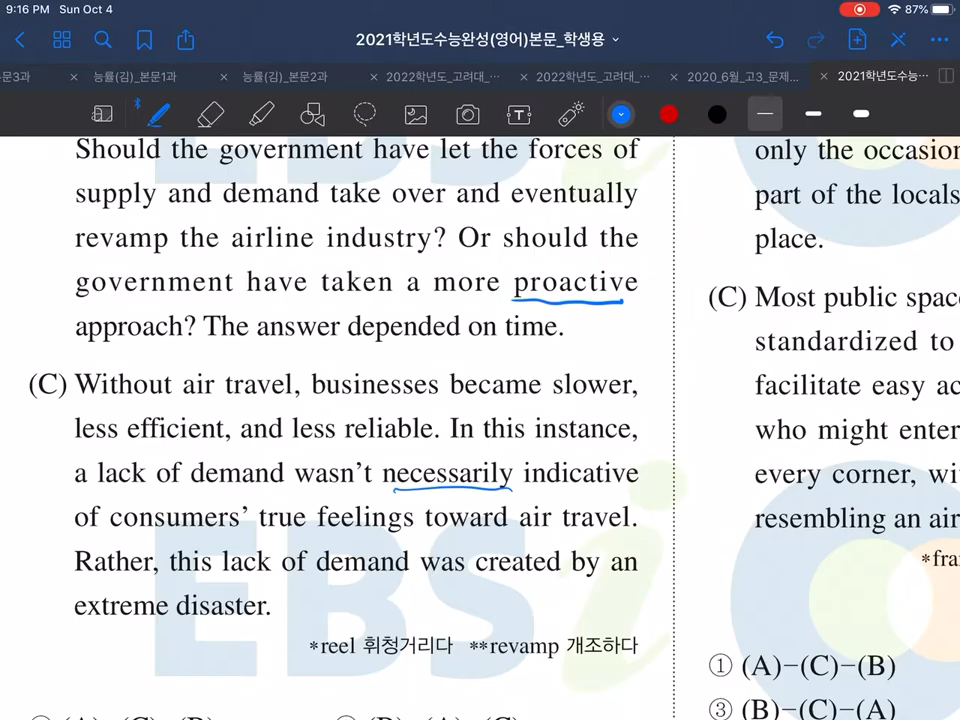 9:16 PM Sun Oct 4
87%
2021학년도수능완성(영어)본문_학생용
문3과
능률(김)_본문1과
능률(김)_본문2과
2022학년도_고려대_...
2022학년도_고려대_...
2020_6월_고3_문제...
2021학년도수능...
Should the government have let the forces of
supply and demand take over and eventually
revamp the airline industry? Or should the
government have taken a more proactive
approach? The answer depended on time.
(C) Without air travel, businesses became slower,
less efficient, and less reliable. In this instance,
a lack of demand wasn't necessarily indicative
of consumers' true feelings toward air travel.
Rather, this lack of demand was created by an
extreme disaster.
*reel 휘청거리다 **revamp 개조하다
only the occasion
part of the locals
place.
(C) Most public spac
standardized to
facilitate easy ac
who might enter
every corner, wi
resembling an air
*fra
① (A)-(C)-(B)
③ (B)-(C)-(A)
EBSi